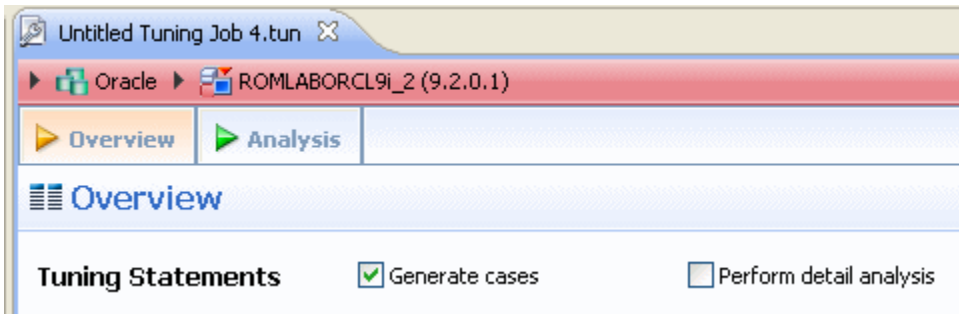 Untitled Tuning Job 4.tun
Oracle ROMLABORCL9i_2 (9.2.0.1)
Overview Analysis
Overview
Tuning Statements Generate cases Perform detail analysis